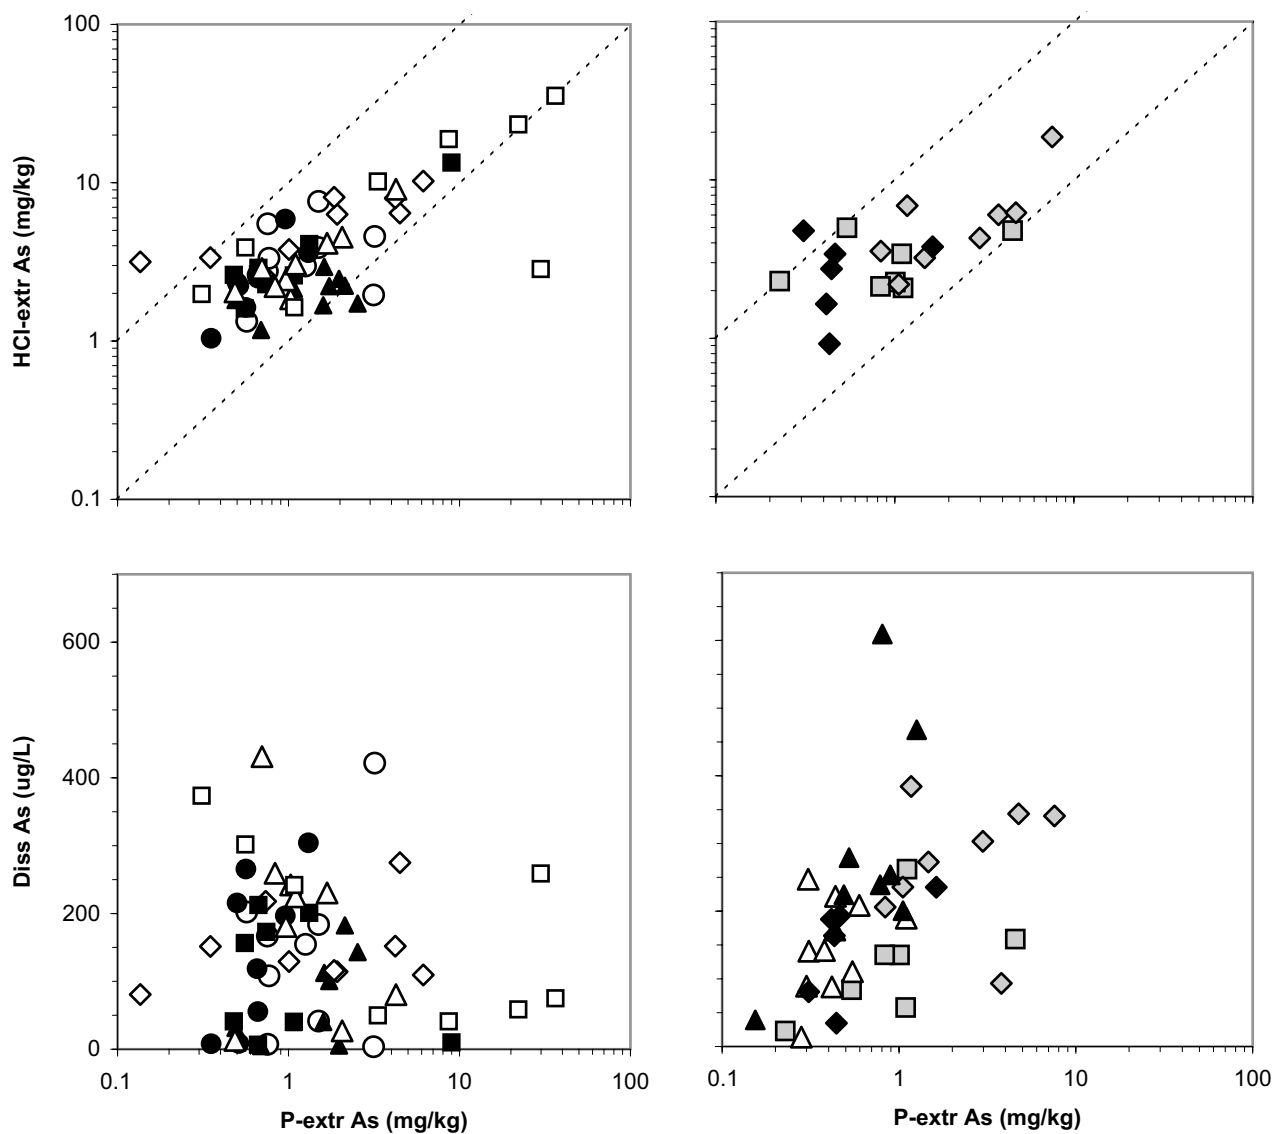 100
10
1
0.1
HCl-extr As (mg/kg)
600
400
200
0
Diss As (ug/L)
0.1 1 10 100
P-extr As (mg/kg)
0.1 1 10 100
P-extr As (mg/kg)